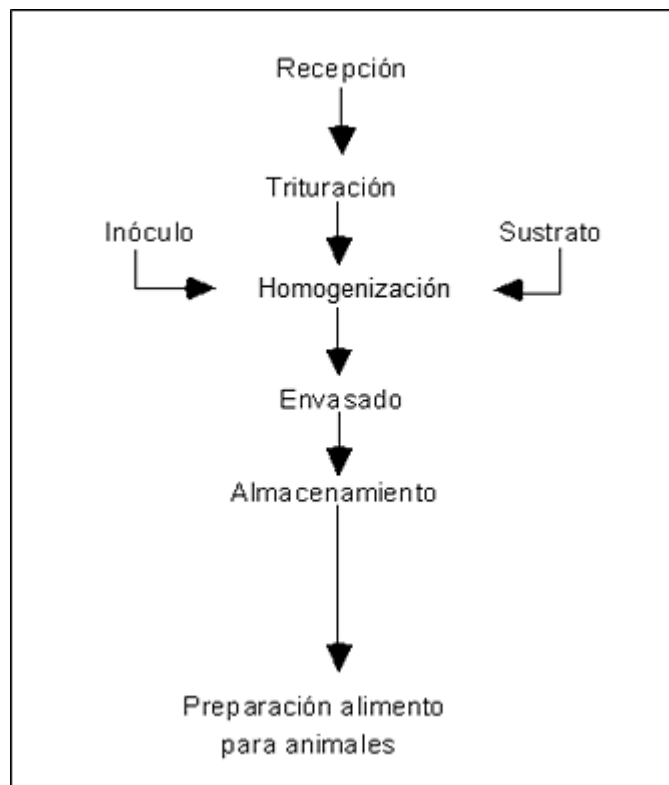 Recepción
Trituración
Inóculo
Sustrato
Homogenización
Envasado
Almacenamiento
Preparación alimento
para animales